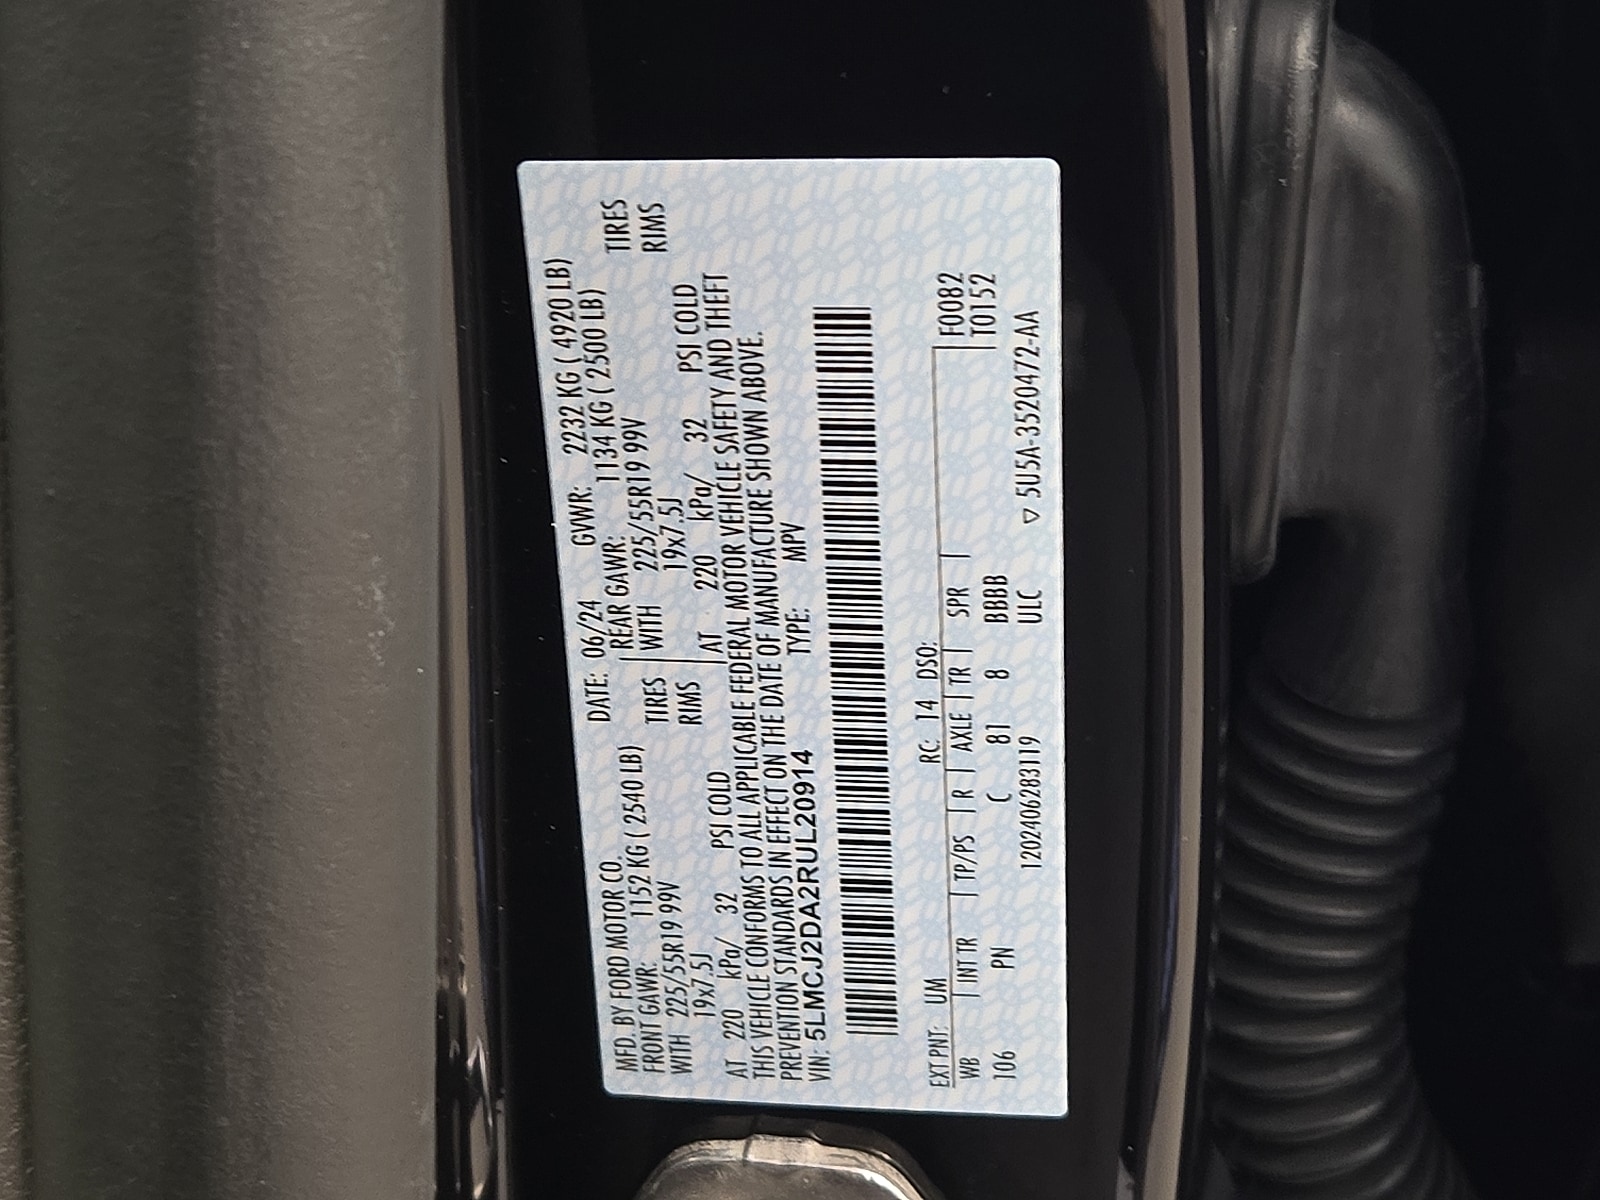 MFD. BY FORD MOTOR CO. DATE: 06/24 GVWR: 2232 KG ( 4920 LB)
FRONT GAWR: 1152 KG ( 2540 LB) REAR GAWR: 1134 KG ( 2500 LB)
WITH 225/55R19 99V TIRES WITH 225/55R19 99V TIRES
19x7.5J RIMS 19x7.5J RIMS
AT 220 kPa/ 32 PSI COLD AT 220 kPa/ 32 PSI COLD
THIS VEHICLE CONFORMS TO ALL APPLICABLE FEDERAL MOTOR VEHICLE SAFETY AND THEFT
PREVENTION STANDARDS IN EFFECT ON THE DATE OF MANUFACTURE SHOWN ABOVE.
VIN: 5LMCJ2DA2RUL20914 TYPE: MPV
EXT PNT: UM RC: 14 DSO: F0082
WB INT TR TP/PS R AXLE TR SPR T0152
106 PN C 81 8 BBBB
12024062831​19 ULC ▽ 5U5A-3520472-AA